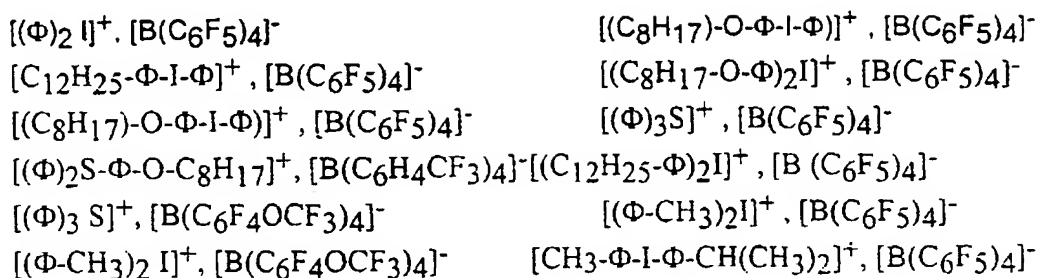 [(Φ)2 I]+, [B(C6F5)4]- [(C8H17)-O-Φ-I-Φ)]+ , [B(C6F5)4]-
[C12H25-Φ-I-Φ]+ , [B(C6F5)4]- [(C8H17-O-Φ)2I]+ , [B(C6F5)4]-
[(C8H17)-O-Φ-I-Φ)]+ , [B(C6F5)4]- [(Φ)3S]+ , [B(C6F5)4]-
[(Φ)2S-Φ-O-C8H17]+, [B(C6H4CF3)4]-[(C12H25-Φ)2I]+ , [B (C6F5)4]-
[(Φ)3 S]+, [B(C6F4OCF3)4]- [(Φ-CH3)2I]+ , [B(C6F5)4]-
[(Φ-CH3)2 I]+, [B(C6F4OCF3)4]- [CH3-Φ-I-Φ-CH(CH3)2]+, [B(C6F5)4]-